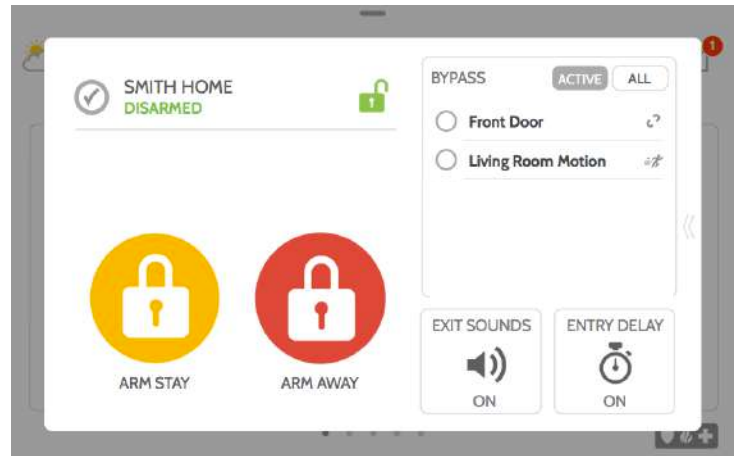 1
SMITH HOME
DISARMED
BYPASS
ACTIVE
ALL
Front Door
Living Room Motion
ARM STAY
ARM AWAY
EXIT SOUNDS
ON
ENTRY DELAY
ON